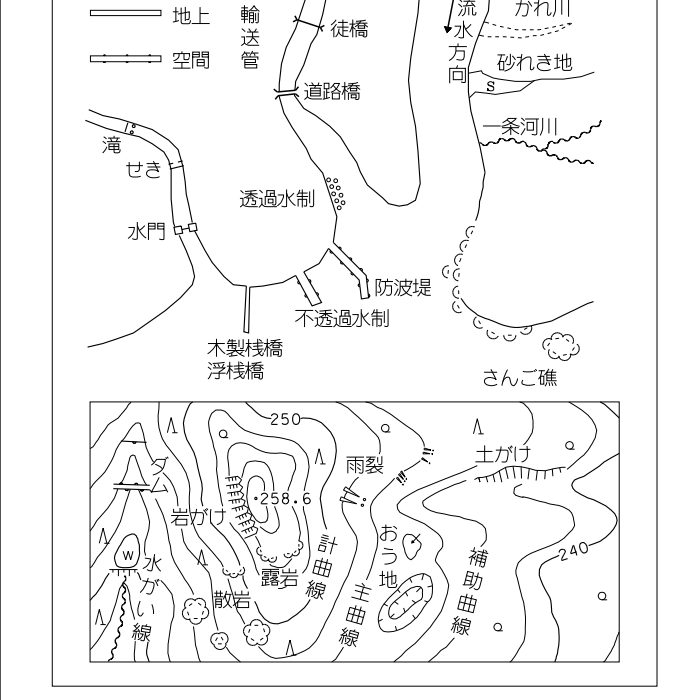 地上
輸送管
空間
徒橋
道路橋
流水方向
かれ川
砂れき地
S
一条河川
滝
せき
水門
透過水制
防波堤
不透過水制
木製桟橋
浮桟橋
さんご礁
250
雨裂
土がけ
ダム
・258.6
岩がけ
おう地
計曲線
補助曲線
240
W
水がい線
露岩
散岩
主曲線